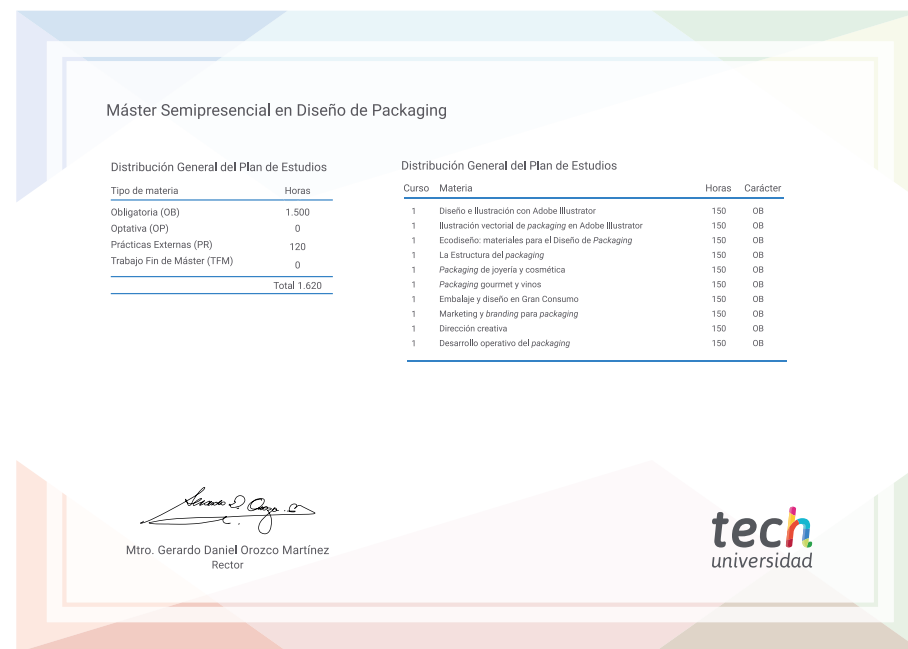 Máster Semipresencial en Diseño de Packaging
Distribución General del Plan de Estudios
Tipo de materia Horas
Obligatoria (OB) 1.500
Optativa (OP) 0
Prácticas Externas (PR) 120
Trabajo Fin de Máster (TFM) 0
Total 1.620
Distribución General del Plan de Estudios
Curso Materia Horas Carácter
1 Diseño e Ilustración con Adobe Illustrator 150 OB
1 Ilustración vectorial de packaging en Adobe Illustrator 150 OB
1 Ecodiseño: materiales para el Diseño de Packaging 150 OB
1 La Estructura del packaging 150 OB
1 Packaging de joyería y cosmética 150 OB
1 Packaging gourmet y vinos 150 OB
1 Embalaje y diseño en Gran Consumo 150 OB
1 Marketing y branding para packaging 150 OB
1 Dirección creativa 150 OB
1 Desarrollo operativo del packaging 150 OB
Mtro. Gerardo Daniel Orozco Martínez
Rector
tech
universidad